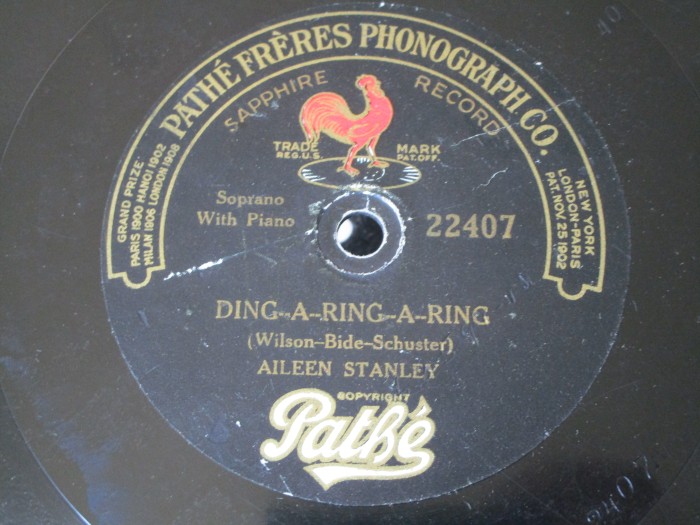 PATHÉ FRÈRES PHONOGRAPH CO.
SAPPHIRE RECORD
GRAND PRIZE
PARIS 1900 HANOI 1902
MILAN 1906 LONDON 1908
NEW YORK
LONDON-PARIS
PAT. NOV. 25 1902
TRADE MARK
REG. U.S. PAT. OFF.
Soprano
With Piano
22407
DING-A-RING-A-RING
(Wilson-Bide-Schuster)
AILEEN STANLEY
COPYRIGHT
Pathé
40